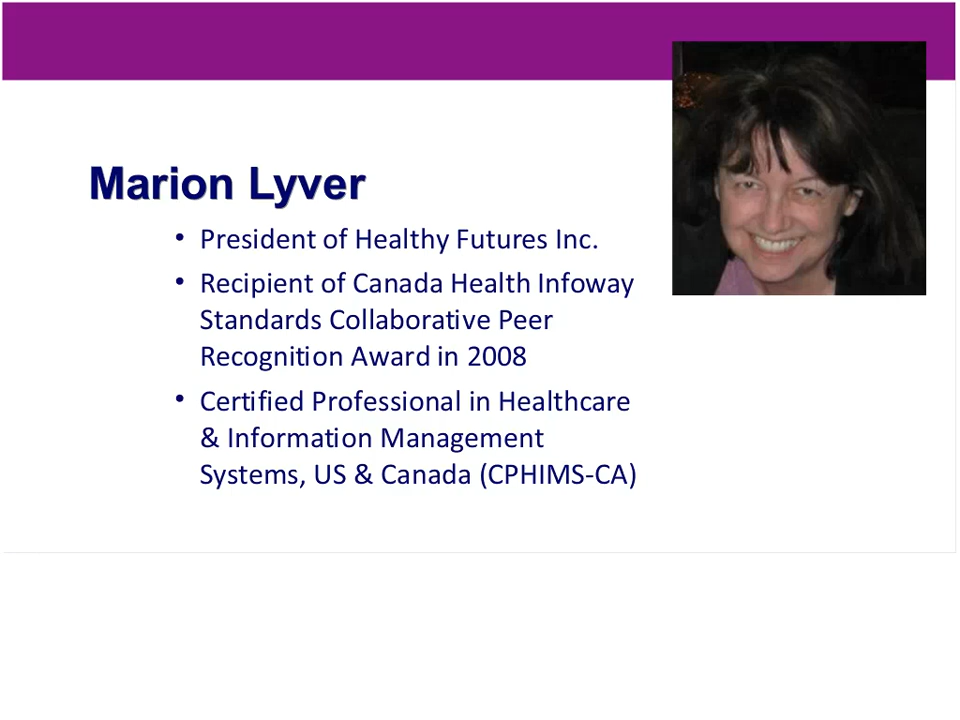 Marion Lyver
• President of Healthy Futures Inc.
• Recipient of Canada Health Infoway
Standards Collaborative Peer
Recognition Award in 2008
• Certified Professional in Healthcare
& Information Management
Systems, US & Canada (CPHIMS-CA)